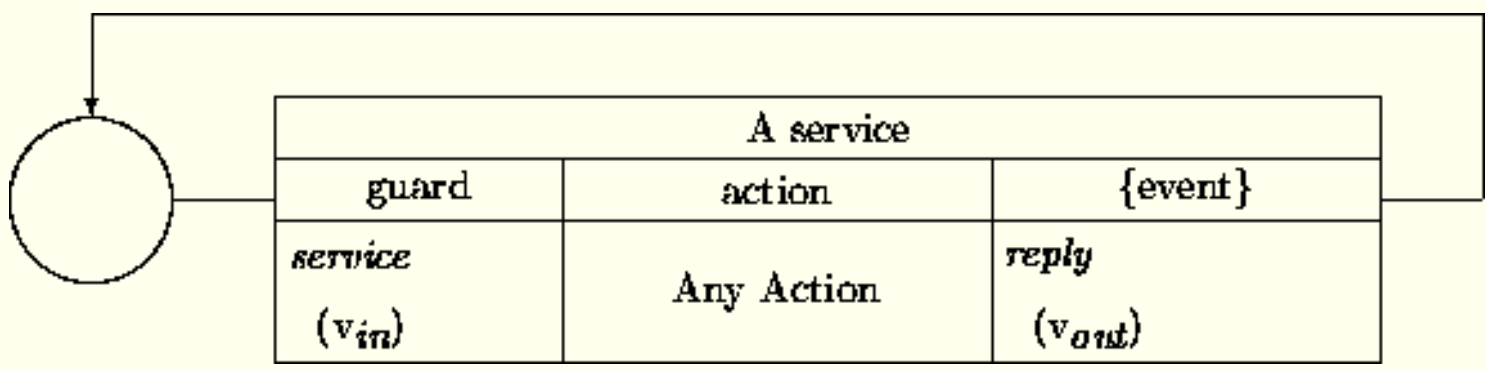 A service
guard action {event}
service Any Action reply
(v_in) (v_out)